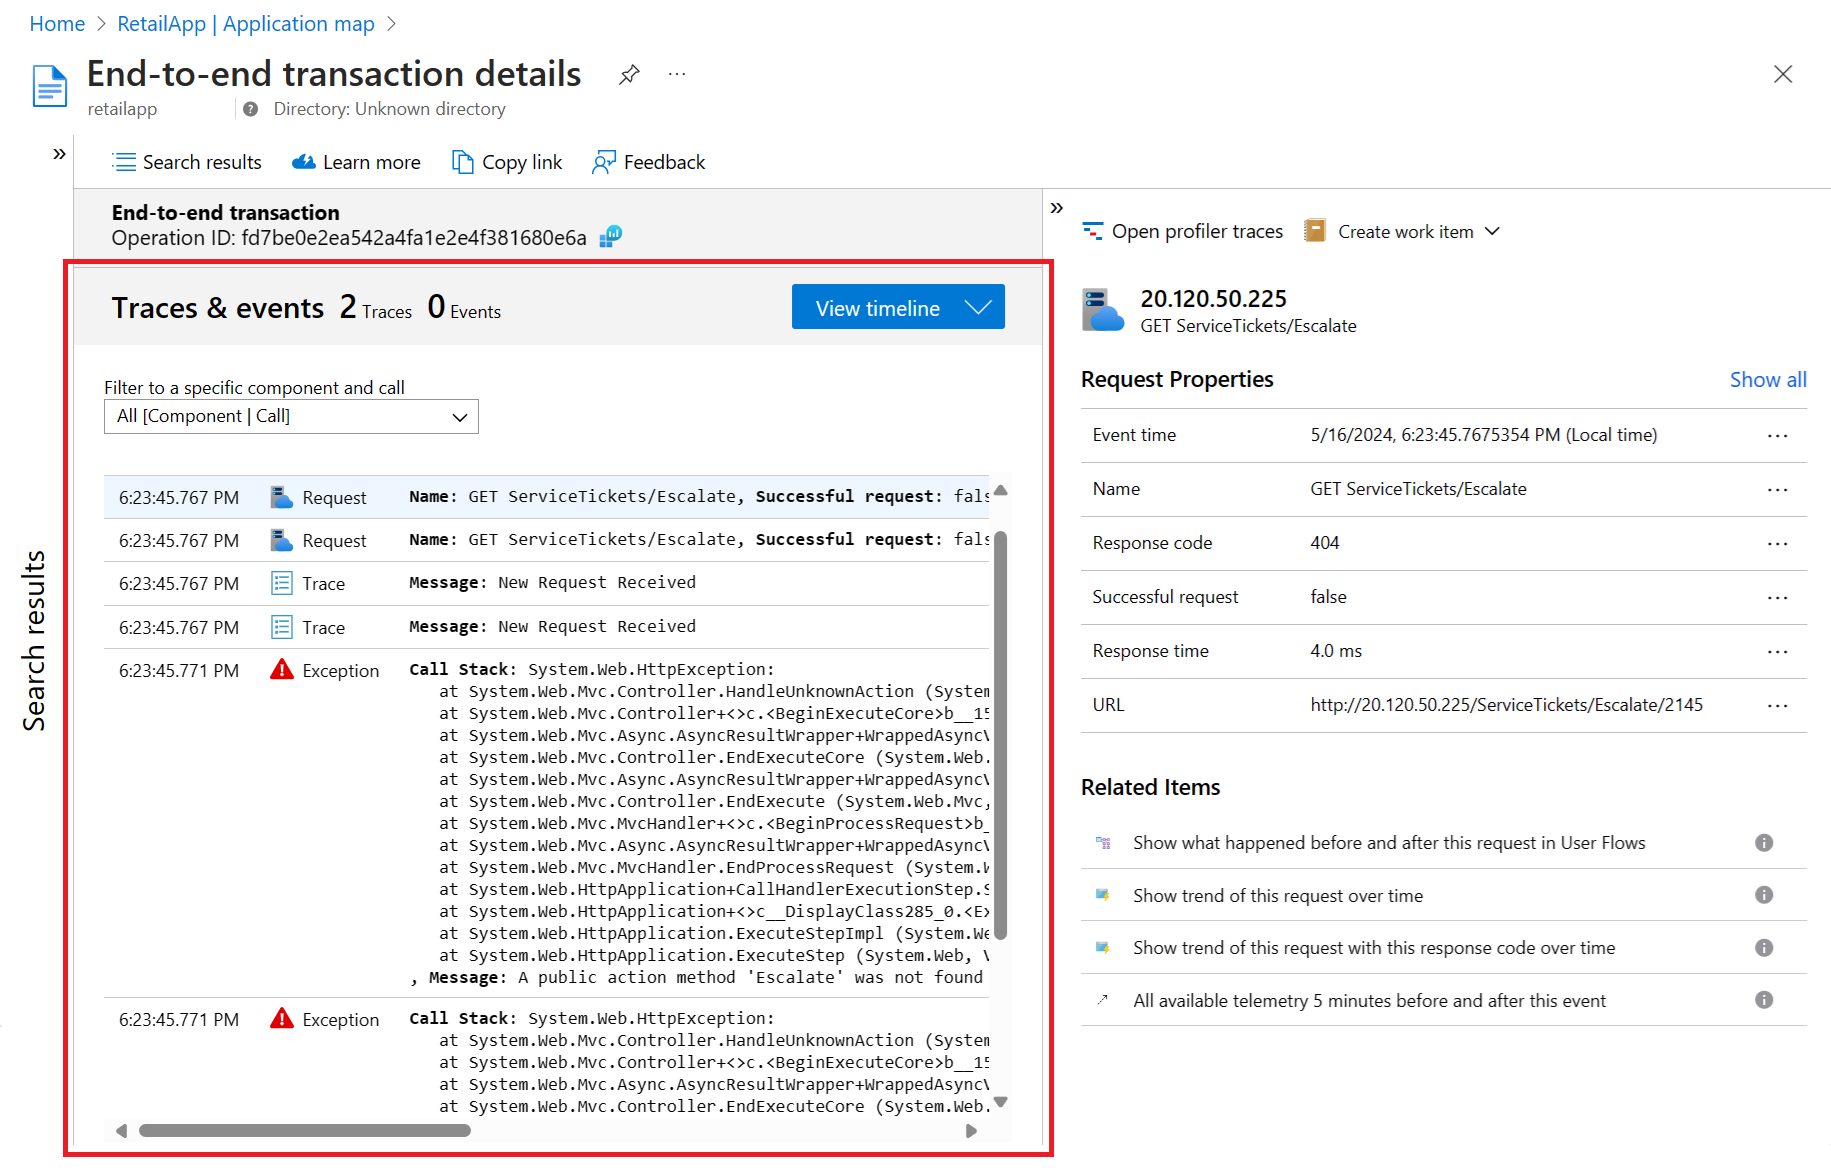 Home > RetailApp | Application map >
End-to-end transaction details ...
retailapp
Directory: Unknown directory
Search results
Search results
Learn more
Copy link
Feedback
End-to-end transaction
Operation ID: fd7be0e2ea542a4fa1e2e4f381680e6a
Traces & events 2 Traces 0 Events
View timeline
Filter to a specific component and call
All [Component | Call]
6:23:45.767 PM Request Name: GET ServiceTickets/Escalate, Successful request: fals
6:23:45.767 PM Request Name: GET ServiceTickets/Escalate, Successful request: fals
6:23:45.767 PM Trace Message: New Request Received
6:23:45.767 PM Trace Message: New Request Received
6:23:45.771 PM Exception Call Stack: System.Web.HttpException:
at System.Web.Mvc.Controller.HandleUnknownAction (System
at System.Web.Mvc.Controller+<>c.<BeginExecuteCore>b__15
at System.Web.Mvc.Async.AsyncResultWrapper+WrappedAsyncV
at System.Web.Mvc.Controller.EndExecuteCore (System.Web.
at System.Web.Mvc.Async.AsyncResultWrapper+WrappedAsyncV
at System.Web.Mvc.Controller.EndExecute (System.Web.Mvc,
at System.Web.Mvc.MvcHandler+<>c.<BeginProcessRequest>b_
at System.Web.Mvc.Async.AsyncResultWrapper+WrappedAsyncV
at System.Web.Mvc.MvcHandler.EndProcessRequest (System.W
at System.Web.HttpApplication+CallHandlerExecutionStep.S
at System.Web.HttpApplication+<>c__DisplayClass285_0.<Ex
at System.Web.HttpApplication.ExecuteStepImpl (System.We
at System.Web.HttpApplication.ExecuteStep (System.Web, V
, Message: A public action method 'Escalate' was not found
6:23:45.771 PM Exception Call Stack: System.Web.HttpException:
at System.Web.Mvc.Controller.HandleUnknownAction (System
at System.Web.Mvc.Controller+<>c.<BeginExecuteCore>b__15
at System.Web.Mvc.Async.AsyncResultWrapper+WrappedAsyncV
at System.Web.Mvc.Controller.EndExecuteCore (System.Web.
Open profiler traces
Create work item
20.120.50.225
GET ServiceTickets/Escalate
Request Properties
Show all
Event time 5/16/2024, 6:23:45.7675354 PM (Local time) ...
Name GET ServiceTickets/Escalate ...
Response code 404 ...
Successful request false ...
Response time 4.0 ms ...
URL http://20.120.50.225/ServiceTickets/Escalate/2145 ...
Related Items
Show what happened before and after this request in User Flows
Show trend of this request over time
Show trend of this request with this response code over time
All available telemetry 5 minutes before and after this event